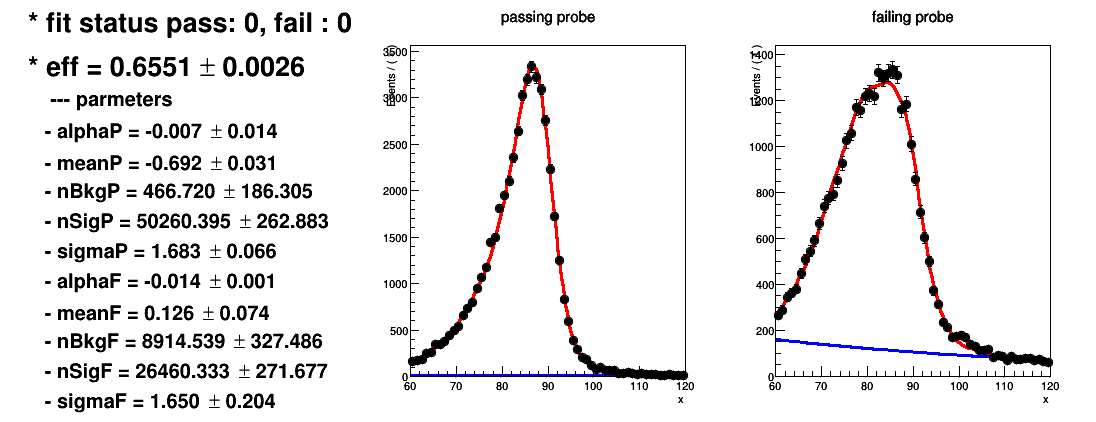 * fit status pass: 0, fail : 0
* eff = 0.6551 ± 0.0026
--- parmeters
- alphaP = -0.007 ± 0.014
- meanP = -0.692 ± 0.031
- nBkgP = 466.720 ± 186.305
- nSigP = 50260.395 ± 262.883
- sigmaP = 1.683 ± 0.066
- alphaF = -0.014 ± 0.001
- meanF = 0.126 ± 0.074
- nBkgF = 8914.539 ± 327.486
- nSigF = 26460.333 ± 271.677
- sigmaF = 1.650 ± 0.204
passing probe
3500
3000
2500
2000
1500
1000
500
0
60 70 80 90 100 110 120
x
failing probe
1400
1200
1000
800
600
400
200
0
60 70 80 90 100 110 120
x